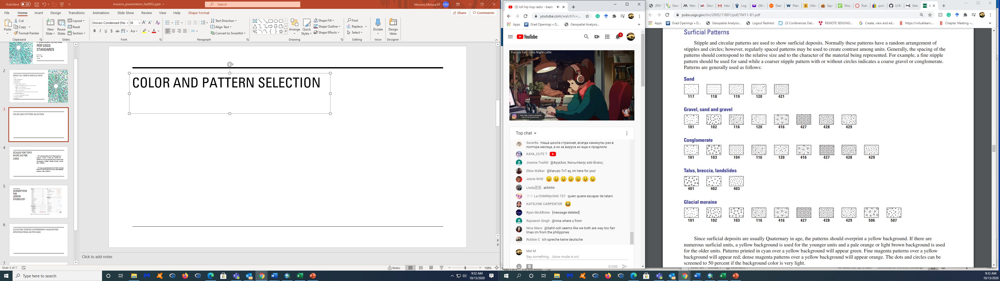 AutoSave
Off
moreno_presentation_fas6932.pptx
Search
Moreno,Melissa M
MM
File
Home
Insert
Design
Transitions
Animations
Slide Show
Review
View
Help
Shape Format
Share
Comments
Paste
Cut
Copy
Format Painter
Clipboard
New
Slide
Reuse
Slides
Layout
Reset
Section
Slides
Univers Condensed (He
36
Font
Text Direction
Align Text
Convert to SmartArt
Paragraph
Arrange
Quick
Styles
Shape Fill
Shape Outline
Shape Effects
Drawing
Find
Replace
Select
Editing
Dictate
Voice
Design
Ideas
Designer
PER USGS
STANDARDS
2
WHAT ALL MAPS SHOULD HAVE
3
COLOR AND PATTERN SELECTION
4
SCALES FOR TOPO
MAPS AS PER
USGS
5
SUGGESTIONS
FOR
LEGEND
SYMBOLOGY
6
ELEVATION-DERIVED HYDROGRAPHY ACQUISITION
SPECIFICATIONS AS PER USGS
7
COLOR AND PATTERN SELECTION
Click to add notes
Slide 3 of 7
Notes
108%
Type here to search
9:32 AM
10/13/2020
(5) lofi hip hop radio - beats
youtube.com/watch?v=...
Apps
Grad Openings » D...
Geospatial Analysis...
YouTube
5
Purrple Cat - Late Night Latte
Top chat
Saverlia Наша школа странная, всегда каникулы раз в
полтора месяца, а из за вируса их еще и продлили
KAYA_CUTE T
Joanna Tsalidi @Αγγελος Χανιωτάκης εσύ δίνεις;
Elise Walker @Karuzo 7v7 ay, im here for you!
Juicie Wrld
Linda豆豆 ahhhhh
ツツ La ChiMMycItAh 737 quien quiere escapar de latam
KATELYNE CARPENTER
Ryan McAllister [message deleted]
Rajneesh Singh @nina where u from
Nina Niere @Sahil ooh seems like we both are way too farr
lmao im from the philippines
Robbie C ich spreche keine deutsche
Mel M
Say something... (slow mode is on)
0/200
pubs.usgs.gov/tm/2005/11B01/pdf/TM11-B1.pdf
Apps
Grad Openings » D...
Geospatial Analysis...
Logout Redirect
23 Conferences Dat...
REMOTE SENSING...
Create, view and ed...
https://virtuallearn....
Chapter Meeting –...
Surficial Patterns
Stipple and circular patterns are used to show surficial deposits. Normally these patterns have a random arrangement of
stipples and circles; however, regularly spaced patterns may be used to create contrast among units. Generally, the spacing of the
patterns should correspond to the relative size and to the character of the material being represented. For example, a fine stipple
pattern should be used for sand while a coarser stipple pattern with or without circles indicates a coarse gravel or conglomerate.
Patterns are generally used as follows:
Sand
117 118 119 120 421
Gravel, sand and gravel
101 102 116 120 416 427 428 429
Conglomerate
101 103 104 116 120 416 427 428 429
Talus, breccia, landslides
401 402 403
Glacial moraine
101 102 103 116 416 427 428 429 506 507
Since surficial deposits are usually Quaternary in age, the patterns should overprint a yellow background. If there are
numerous surficial units, a yellow background is used for the younger units and a pale orange or light brown background is used
for the older units. Patterns printed in cyan over a yellow background will appear green. Fine magenta patterns over a yellow
background will appear red; dense magenta patterns over a yellow background will appear orange. The dots and circles can be
screened to 50 percent if the background color is very light.
9:32 AM
10/13/2020